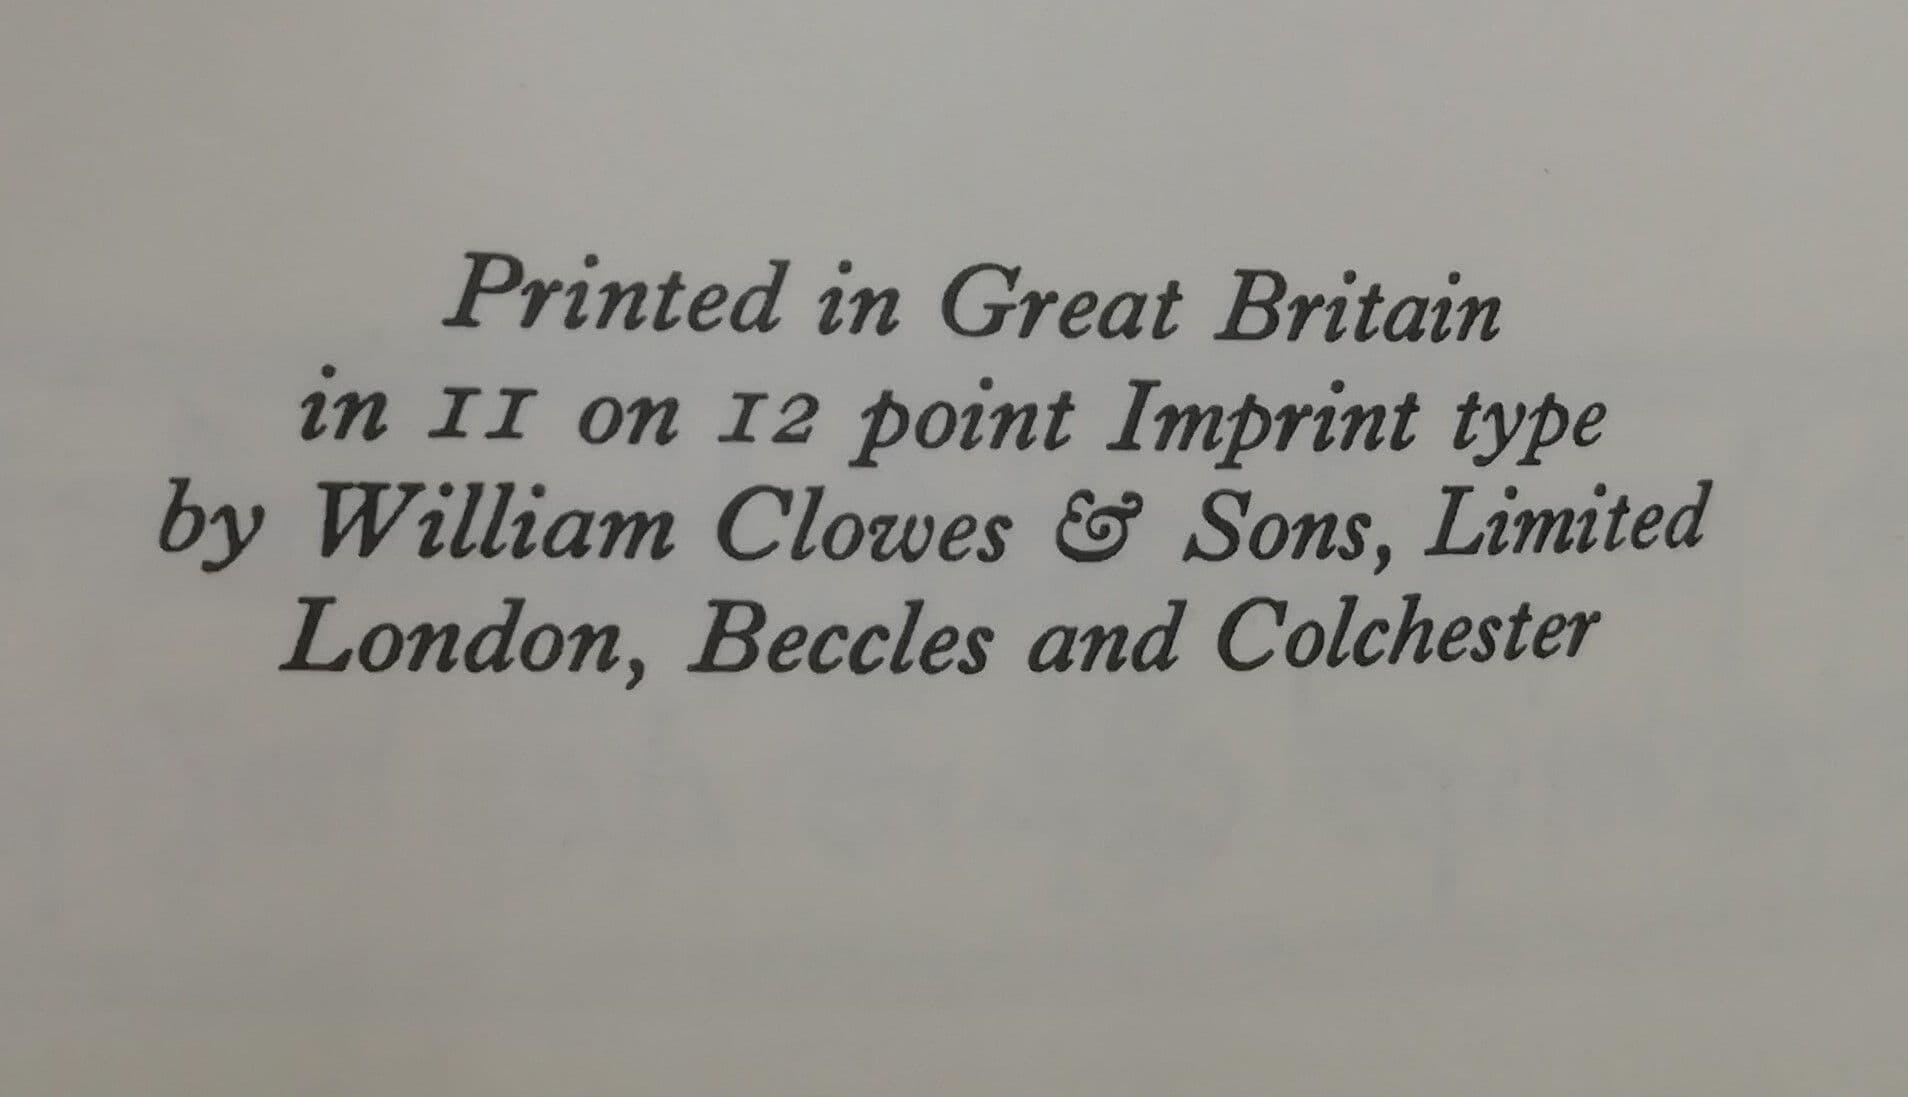 Printed in Great Britain
in 11 on 12 point Imprint type
by William Clowes & Sons, Limited
London, Beccles and Colchester